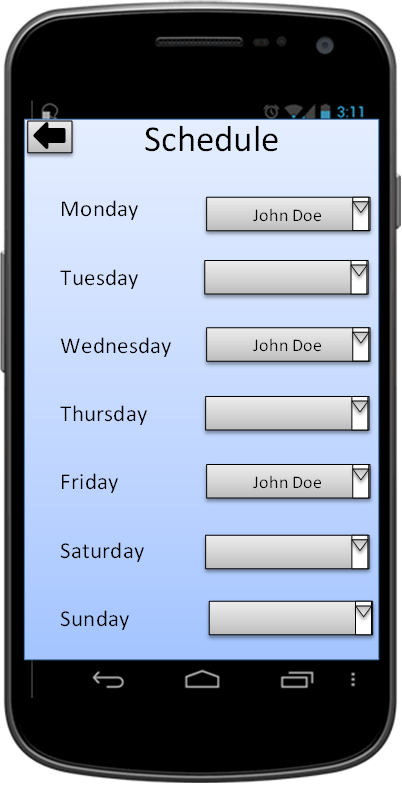 3:11
Schedule
Monday John Doe
Tuesday
Wednesday John Doe
Thursday
Friday John Doe
Saturday
Sunday